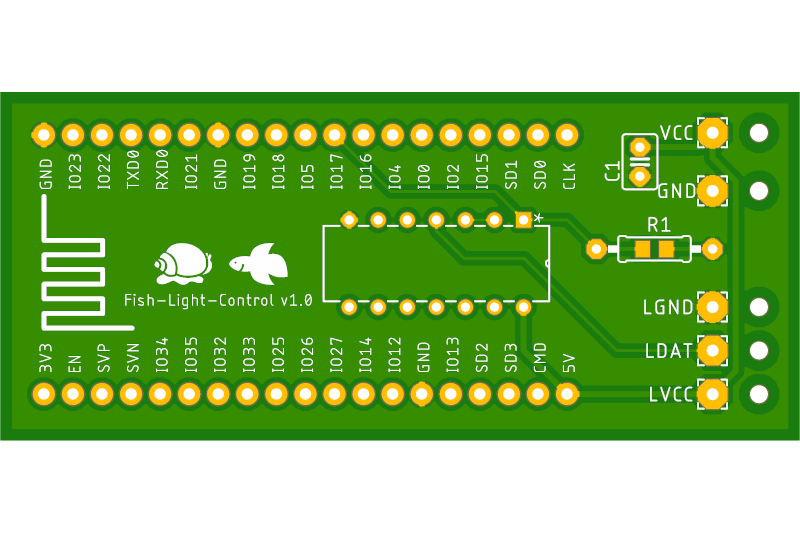 GND IO23 IO22 TXD0 RXD0 IO21 GND IO19 IO18 IO5 IO17 IO16 IO4 IO0 IO2 IO15 SD1 SD0 CLK
C1
VCC
GND
R1
*
Fish-Light-Control v1.0
LGND
LDAT
LVCC
3V3 EN SVP SVN IO34 IO35 IO32 IO33 IO25 IO26 IO27 IO14 IO12 GND IO13 SD2 SD3 CMD 5V